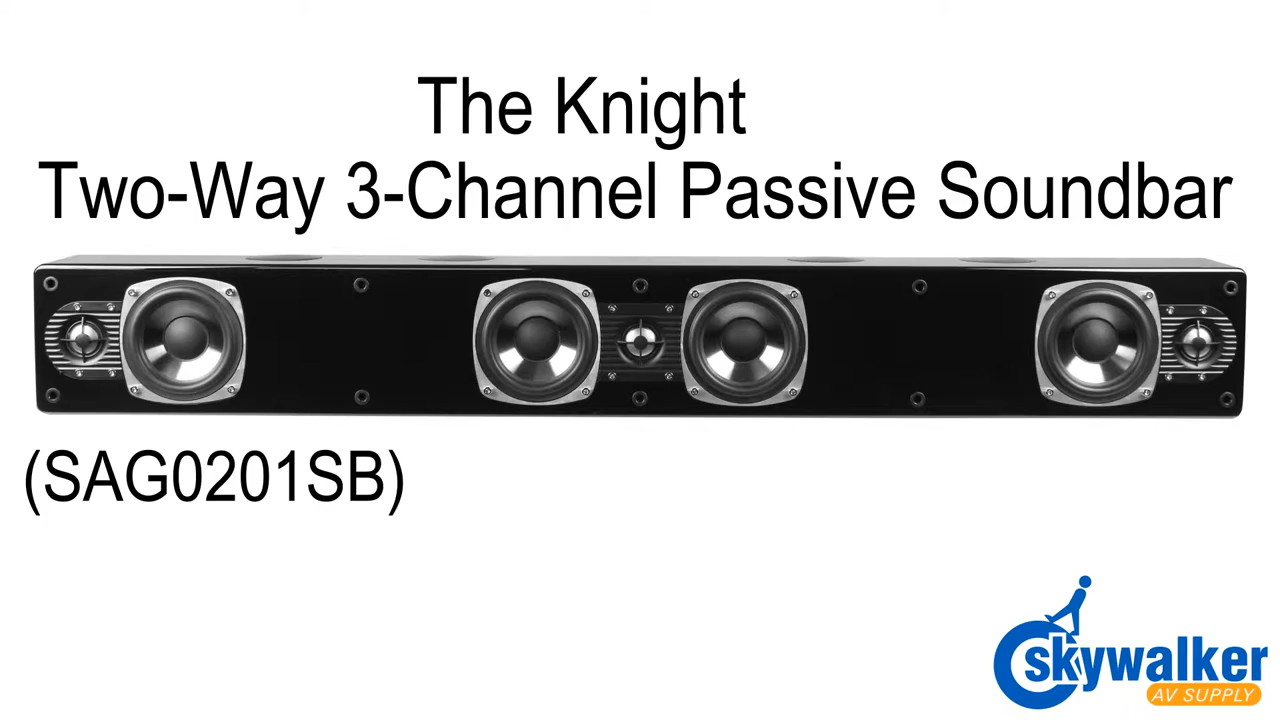 The Knight
Two-Way 3-Channel Passive Soundbar
(SAG0201SB)
skywalker
AV SUPPLY